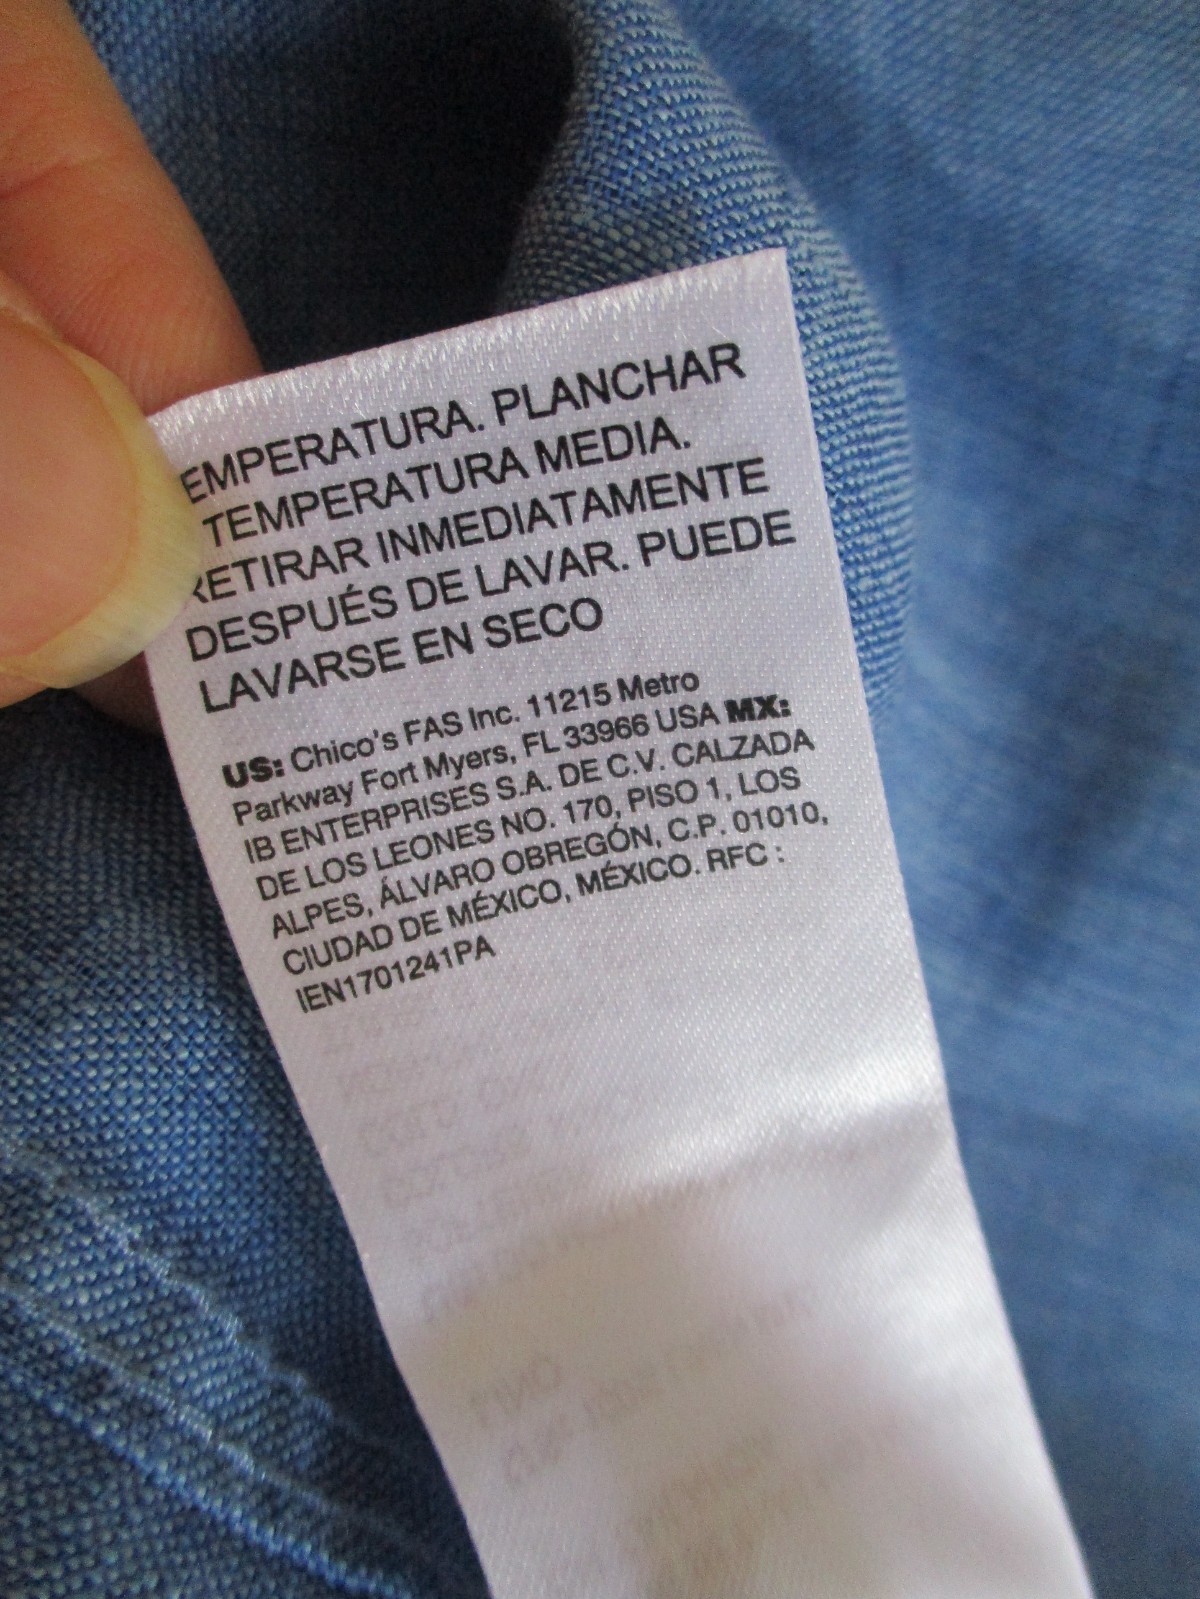 EMPERATURA. PLANCHAR
TEMPERATURA MEDIA.
RETIRAR INMEDIATAMENTE
DESPUÉS DE LAVAR. PUEDE
LAVARSE EN SECO
US: Chico's FAS Inc. 11215 Metro
Parkway Fort Myers, FL 33966 USA MX:
IB ENTERPRISES S.A. DE C.V. CALZADA
DE LOS LEONES NO. 170, PISO 1, LOS
ALPES, ÁLVARO OBREGÓN, C.P. 01010,
CIUDAD DE MÉXICO, MÉXICO. RFC :
IEN1701241PA